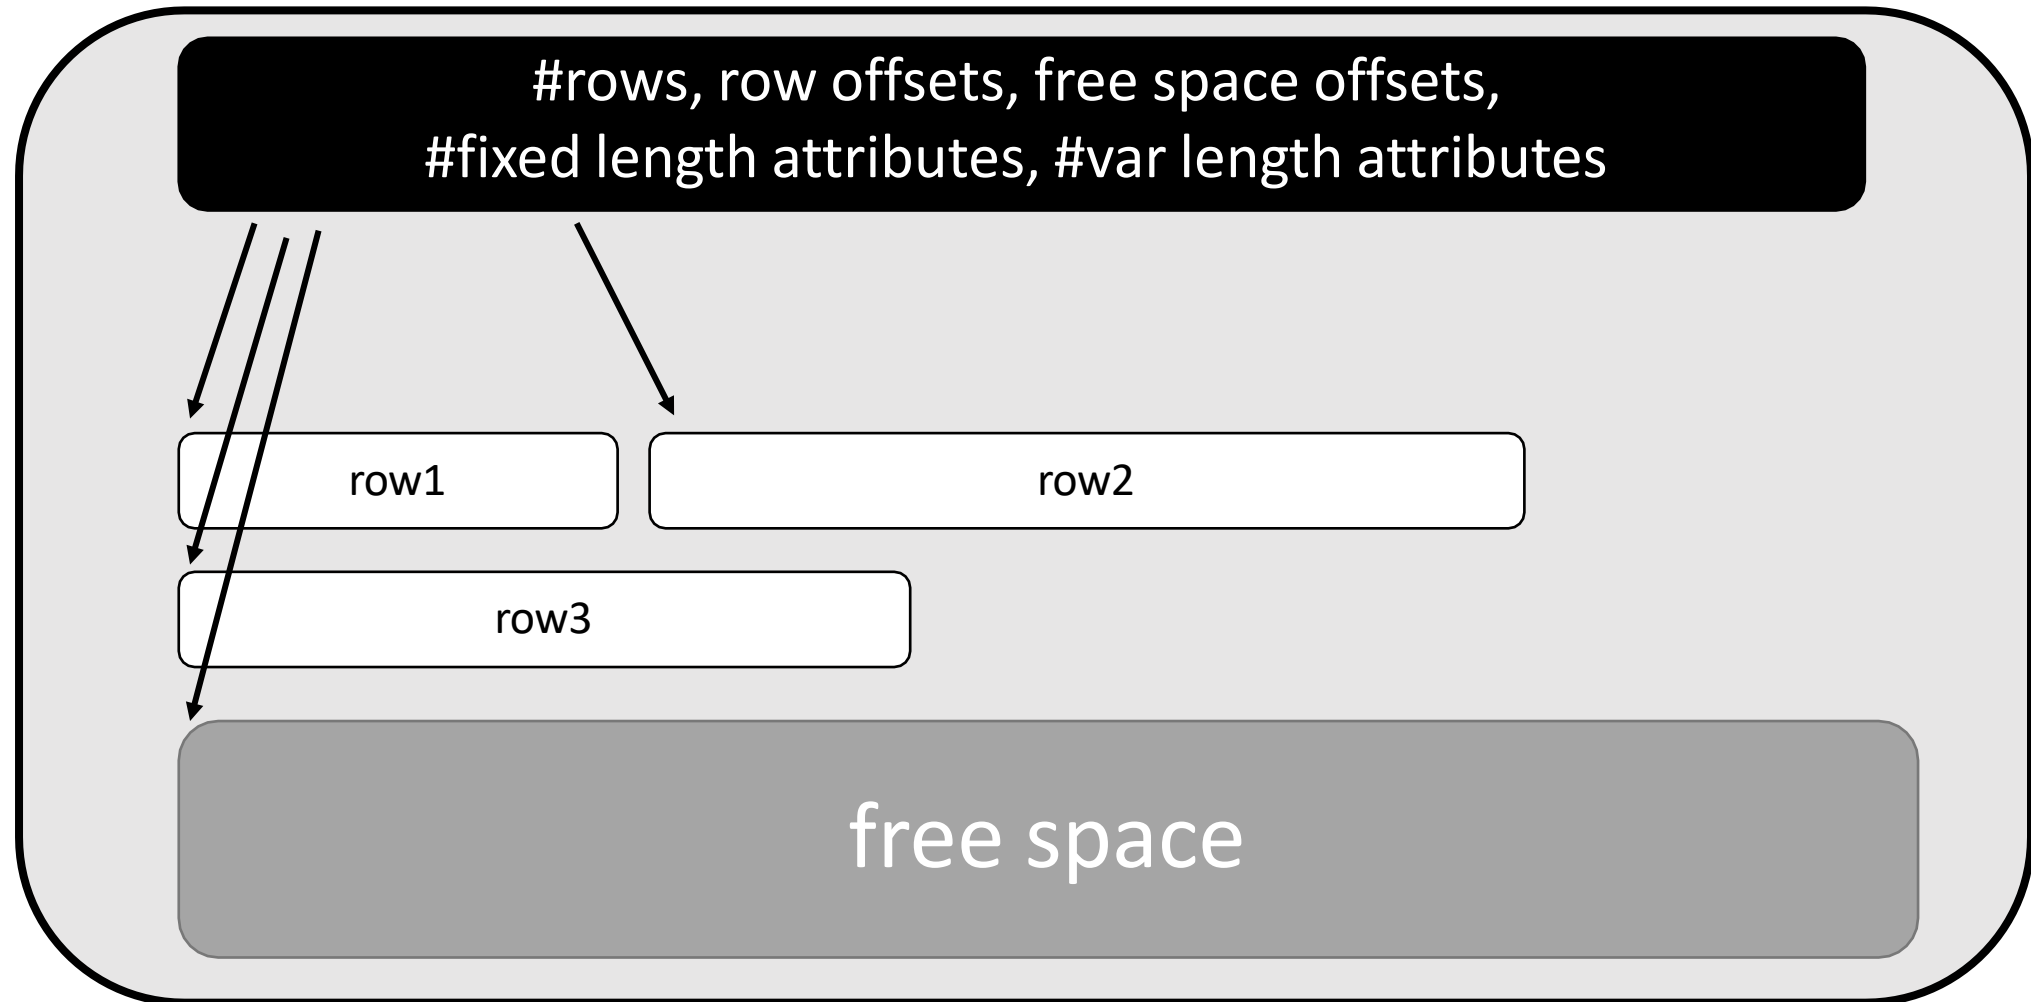 #rows, row offsets, free space offsets,
#fixed length attributes, #var length attributes
row1
row2
row3
free space